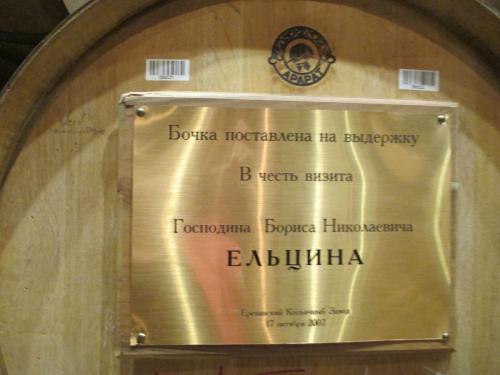 АРАРАТ
Бочка поставлена на выдержку
В честь визита
Господина Бориса Николаевича
ЕЛЬЦИНА
Ереванский Коньячный Завод
17 октября 2002